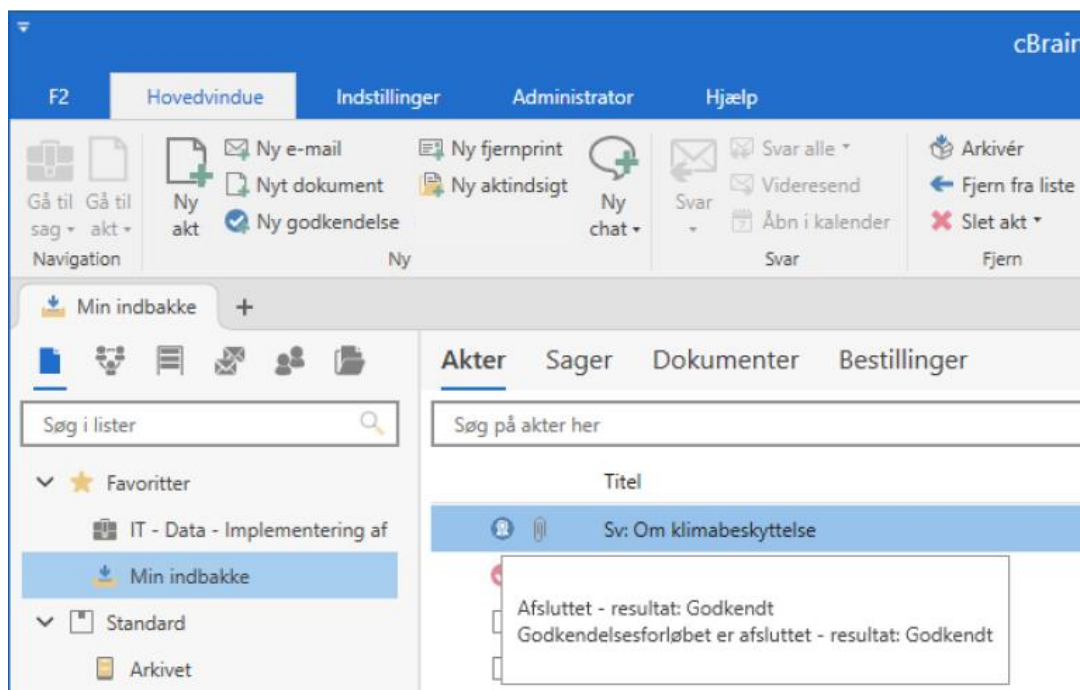 cBrain
F2 Hovedvindue Indstillinger Administrator Hjælp
Gå til sag
Gå til akt
Navigation
Ny akt
Ny e-mail
Nyt dokument
Ny godkendelse
Ny fjernprint
Ny aktindsigt
Ny chat
Ny
Svar
Svar alle
Videresend
Åbn i kalender
Svar
Arkivér
Fjern fra liste
Slet akt
Fjern
Min indbakke +
Akter Sager Dokumenter Bestillinger
Søg i lister
Søg på akter her
Favoritter
Titel
IT - Data - Implementering af
Sv: Om klimabeskyttelse
Min indbakke
Afsluttet - resultat: Godkendt
Godkendelsesforløbet er afsluttet - resultat: Godkendt
Standard
Arkivet